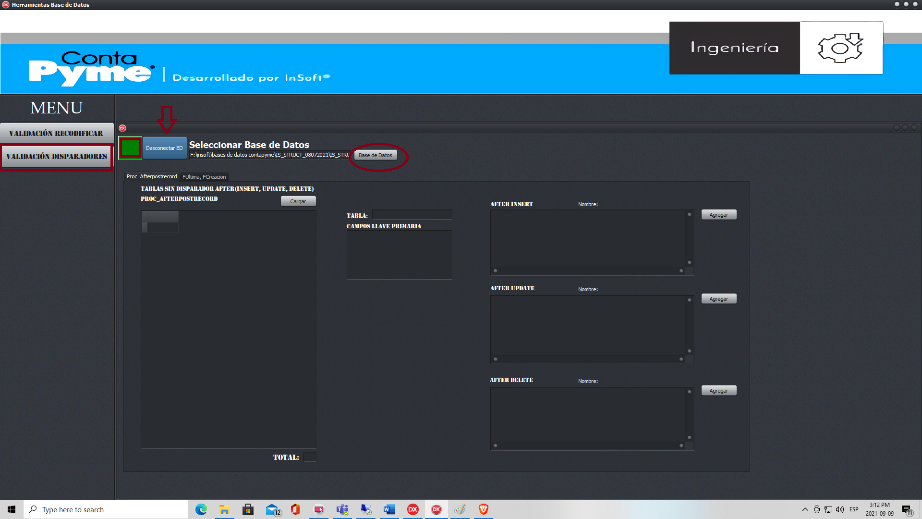 Herramientas Base de Datos
Conta
Pyme®
Desarrollado por InSoft®
Ingeniería
MENU
VALIDACIÓN RECODIFICAR
VALIDACIÓN DISPARADORES
Desconectar BD
Seleccionar Base de Datos
Base de Datos
Proc_Afterpostrecord
FUltima, FCreacion
TABLAS SIN DISPARADOR AFTER(INSERT, UPDATE, DELETE)
PROC_AFTERPOSTRECORD
Cargar
TABLA:
CAMPOS LLAVE PRIMARIA
TOTAL:
AFTER INSERT
Nombre:
Agregar
AFTER UPDATE
Nombre:
Agregar
AFTER DELETE
Nombre:
Agregar
Type here to search
ESP
3:12 PM
2021-09-09